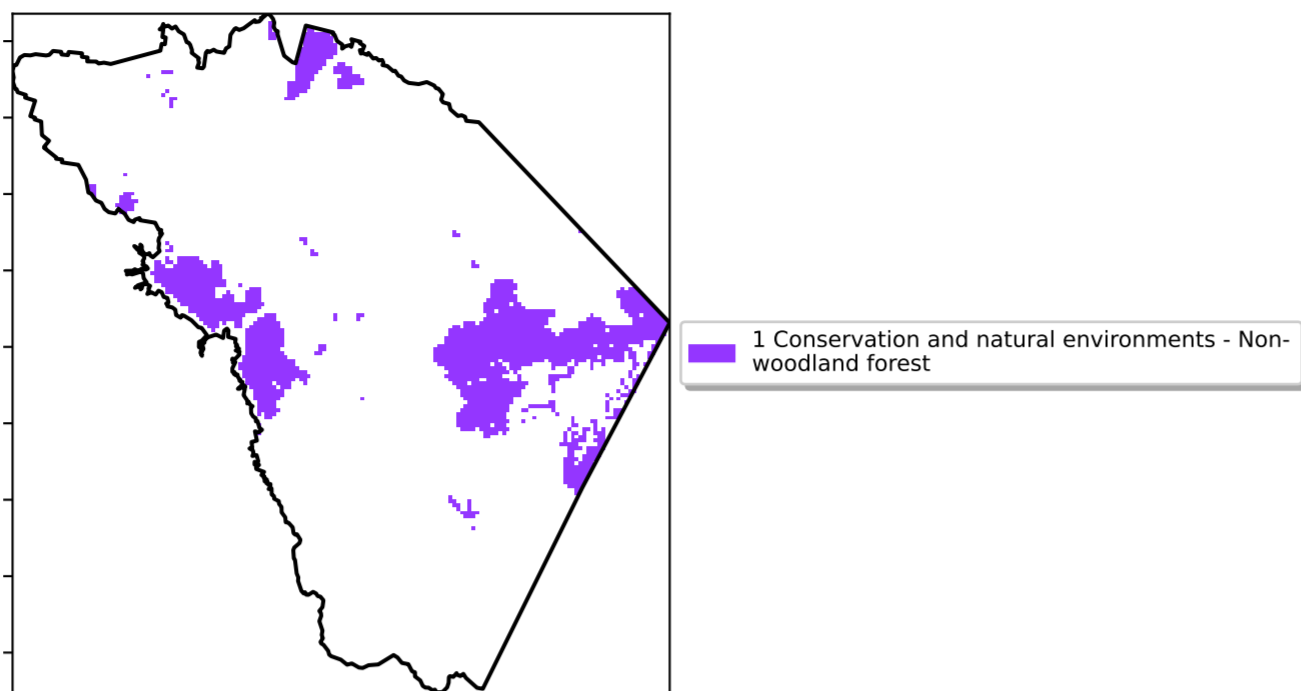 1 Conservation and natural environments - Non-
woodland forest